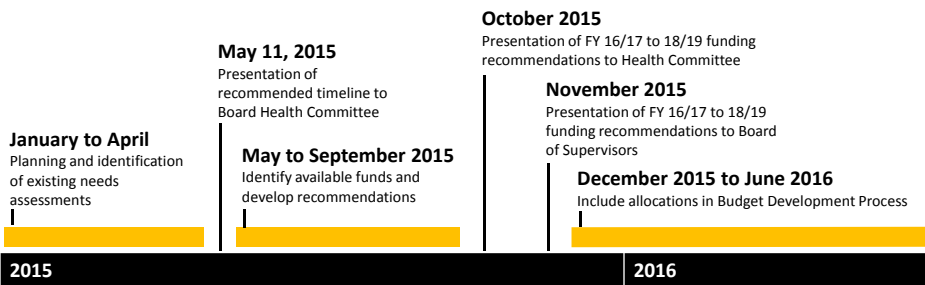 January to April
Planning and identification
of existing needs
assessments
May 11, 2015
Presentation of
recommended timeline to
Board Health Committee
May to September 2015
Identify available funds and
develop recommendations
October 2015
Presentation of FY 16/17 to 18/19 funding
recommendations to Health Committee
November 2015
Presentation of FY 16/17 to 18/19
funding recommendations to Board
of Supervisors
December 2015 to June 2016
Include allocations in Budget Development Process
2015
2016